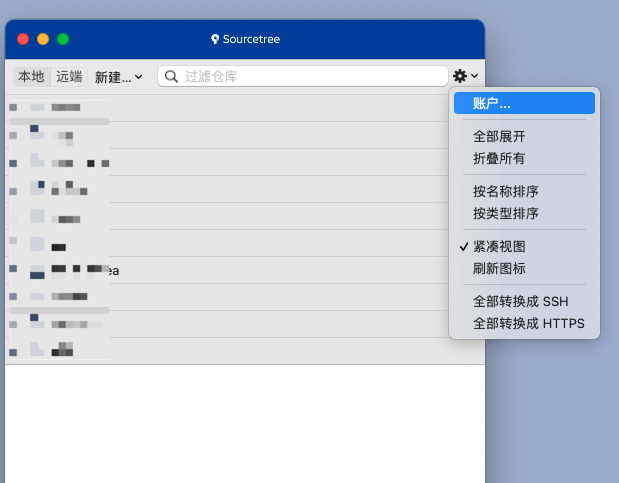 Sourcetree
本地 远端 新建... 过滤仓库
账户...
全部展开
折叠所有
按名称排序
按类型排序
✓ 紧凑视图
刷新图标
全部转换成 SSH
全部转换成 HTTPS
ea